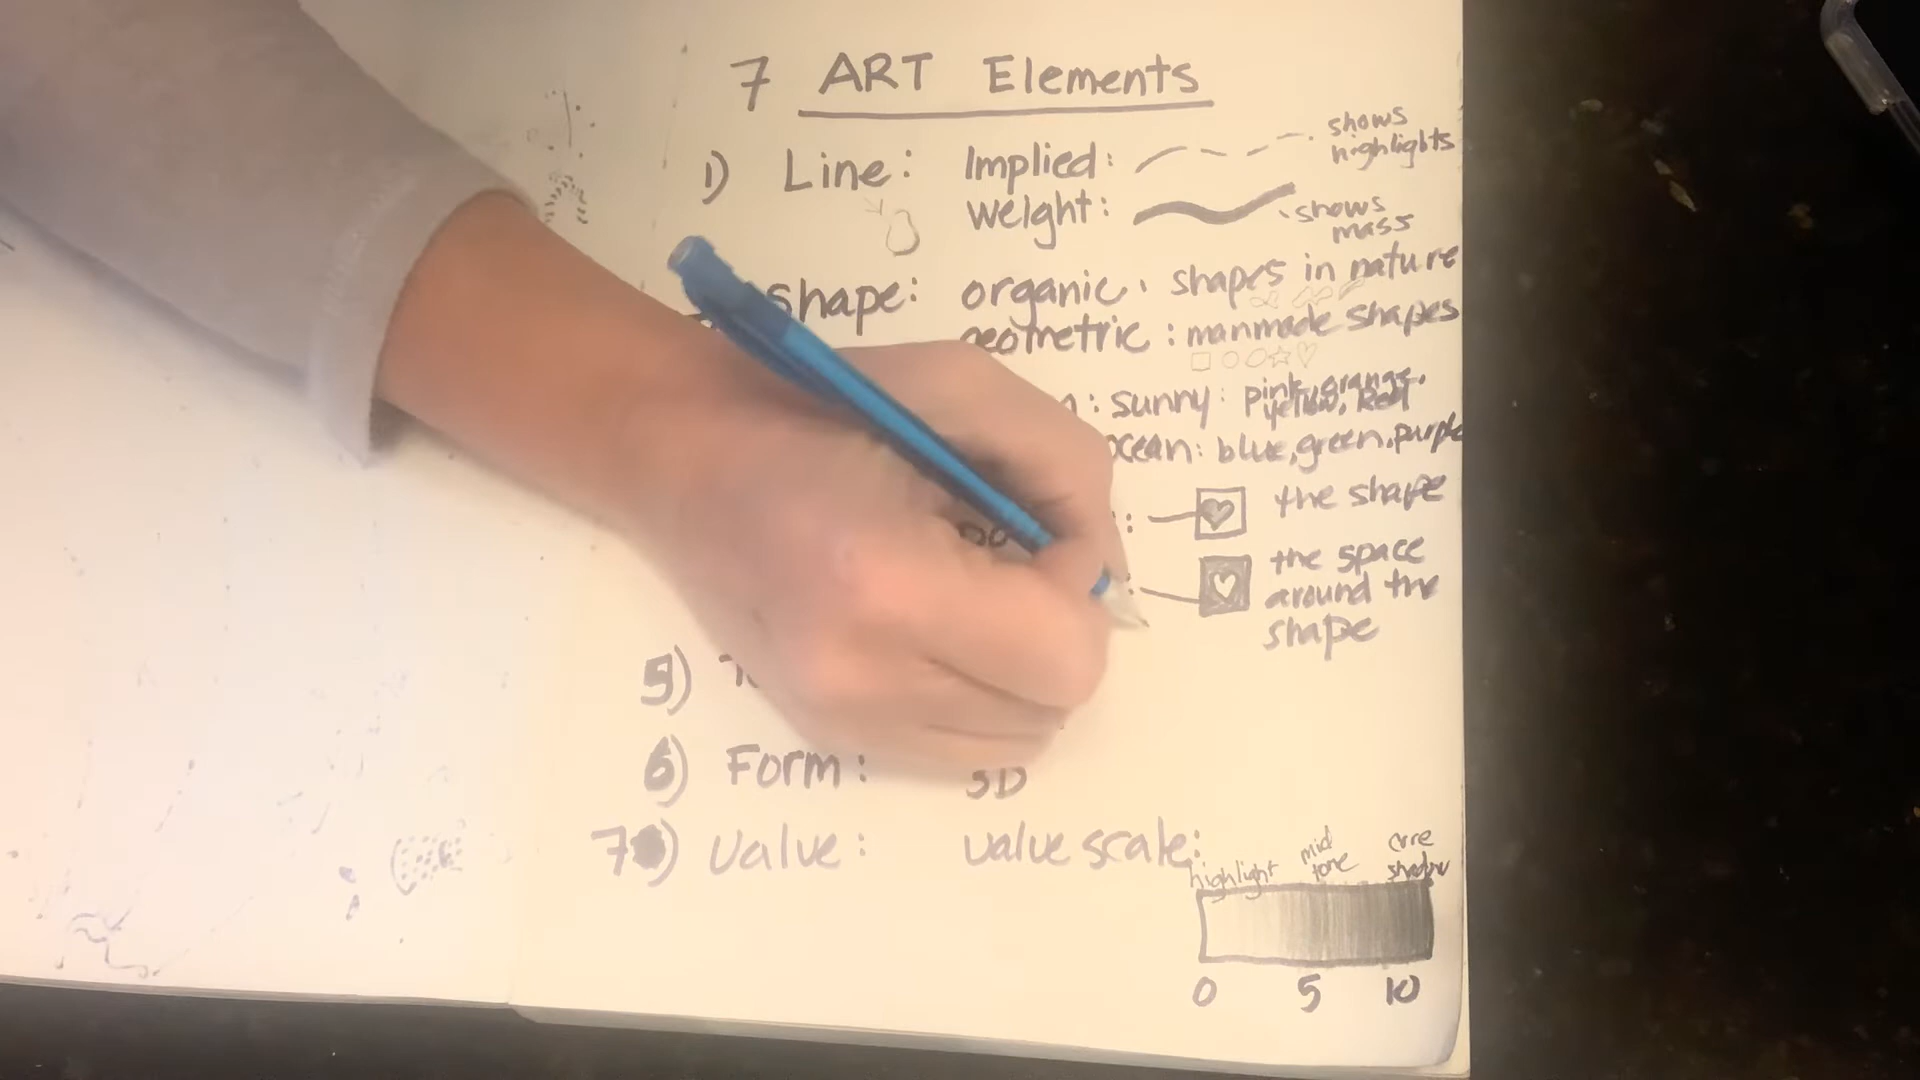 7 ART Elements
1) Line: Implied: shows highlights
Weight: shows mass
shape: organic: shapes in nature
geometric: manmade shapes
: sunny: pink, orange, yellow, Red
ocean: blue, green, purple
: the shape
: the space around the shape
5)
6) Form: 3D
7) Value: value scale:
highlight mid tone core shadow
0 5 10